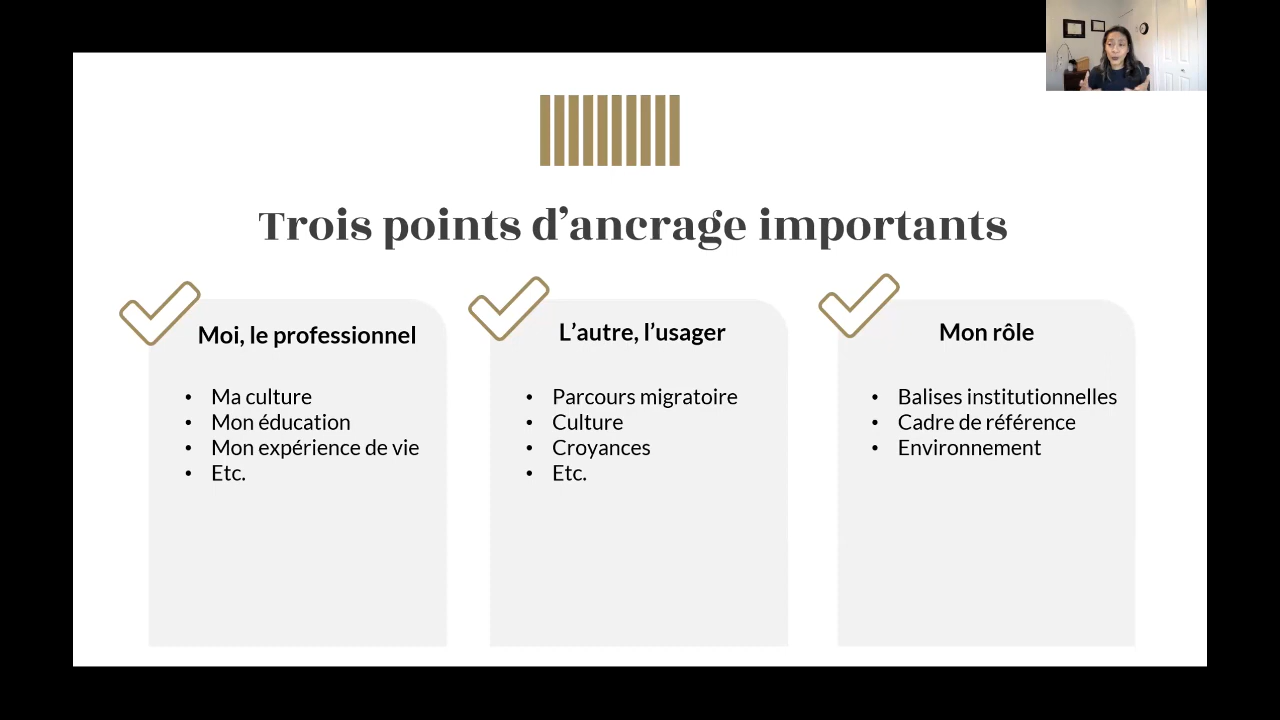 Trois points d’ancrage importants
Moi, le professionnel
• Ma culture
• Mon éducation
• Mon expérience de vie
• Etc.
L’autre, l’usager
• Parcours migratoire
• Culture
• Croyances
• Etc.
Mon rôle
• Balises institutionnelles
• Cadre de référence
• Environnement